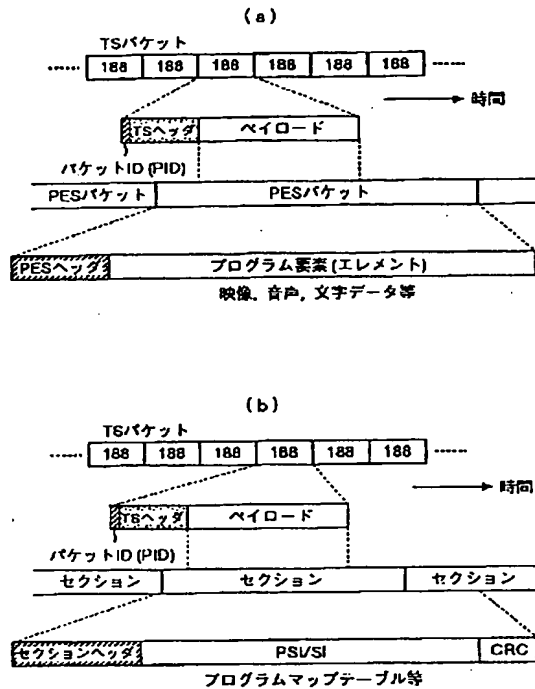 (a)
TSパケット
188 188 188 188 188 188
時間
TSヘッダ ペイロード
パケットID (PID)
PESパケット PESパケット
PESヘッダ プログラム要素 (エレメント)
映像, 音声, 文字データ等
(b)
TSパケット
188 188 188 188 188 188
時間
TSヘッダ ペイロード
パケットID (PID)
セクション セクション セクション
セクションヘッダ PSI/SI CRC
プログラムマップテーブル等